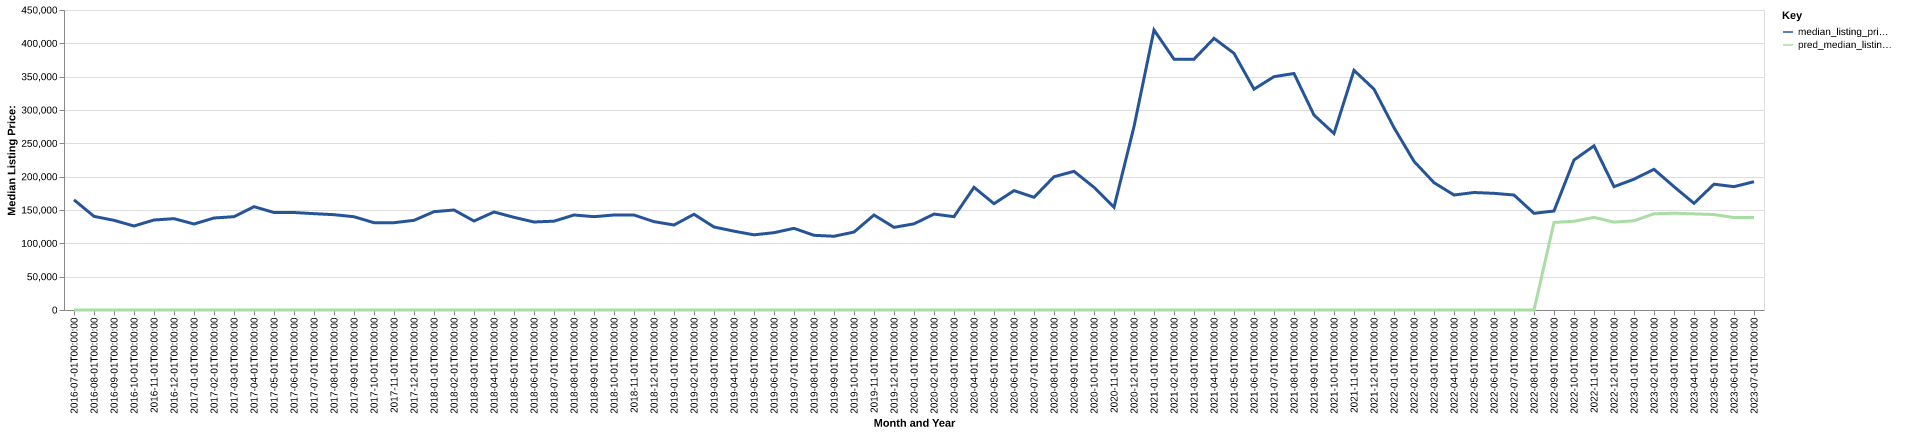 Key
median_listing_pri...
pred_median_listin...
Median Listing Price:
450,000
400,000
350,000
300,000
250,000
200,000
150,000
100,000
50,000
0
2016-07-01T00:00:00
2016-08-01T00:00:00
2016-09-01T00:00:00
2016-10-01T00:00:00
2016-11-01T00:00:00
2016-12-01T00:00:00
2017-01-01T00:00:00
2017-02-01T00:00:00
2017-03-01T00:00:00
2017-04-01T00:00:00
2017-05-01T00:00:00
2017-06-01T00:00:00
2017-07-01T00:00:00
2017-08-01T00:00:00
2017-09-01T00:00:00
2017-10-01T00:00:00
2017-11-01T00:00:00
2017-12-01T00:00:00
2018-01-01T00:00:00
2018-02-01T00:00:00
2018-03-01T00:00:00
2018-04-01T00:00:00
2018-05-01T00:00:00
2018-06-01T00:00:00
2018-07-01T00:00:00
2018-08-01T00:00:00
2018-09-01T00:00:00
2018-10-01T00:00:00
2018-11-01T00:00:00
2018-12-01T00:00:00
2019-01-01T00:00:00
2019-02-01T00:00:00
2019-03-01T00:00:00
2019-04-01T00:00:00
2019-05-01T00:00:00
2019-06-01T00:00:00
2019-07-01T00:00:00
2019-08-01T00:00:00
2019-09-01T00:00:00
2019-10-01T00:00:00
2019-11-01T00:00:00
2019-12-01T00:00:00
2020-01-01T00:00:00
2020-02-01T00:00:00
2020-03-01T00:00:00
2020-04-01T00:00:00
2020-05-01T00:00:00
2020-06-01T00:00:00
2020-07-01T00:00:00
2020-08-01T00:00:00
2020-09-01T00:00:00
2020-10-01T00:00:00
2020-11-01T00:00:00
2020-12-01T00:00:00
2021-01-01T00:00:00
2021-02-01T00:00:00
2021-03-01T00:00:00
2021-04-01T00:00:00
2021-05-01T00:00:00
2021-06-01T00:00:00
2021-07-01T00:00:00
2021-08-01T00:00:00
2021-09-01T00:00:00
2021-10-01T00:00:00
2021-11-01T00:00:00
2021-12-01T00:00:00
2022-01-01T00:00:00
2022-02-01T00:00:00
2022-03-01T00:00:00
2022-04-01T00:00:00
2022-05-01T00:00:00
2022-06-01T00:00:00
2022-07-01T00:00:00
2022-08-01T00:00:00
2022-09-01T00:00:00
2022-10-01T00:00:00
2022-11-01T00:00:00
2022-12-01T00:00:00
2023-01-01T00:00:00
2023-02-01T00:00:00
2023-03-01T00:00:00
2023-04-01T00:00:00
2023-05-01T00:00:00
2023-06-01T00:00:00
2023-07-01T00:00:00
Month and Year